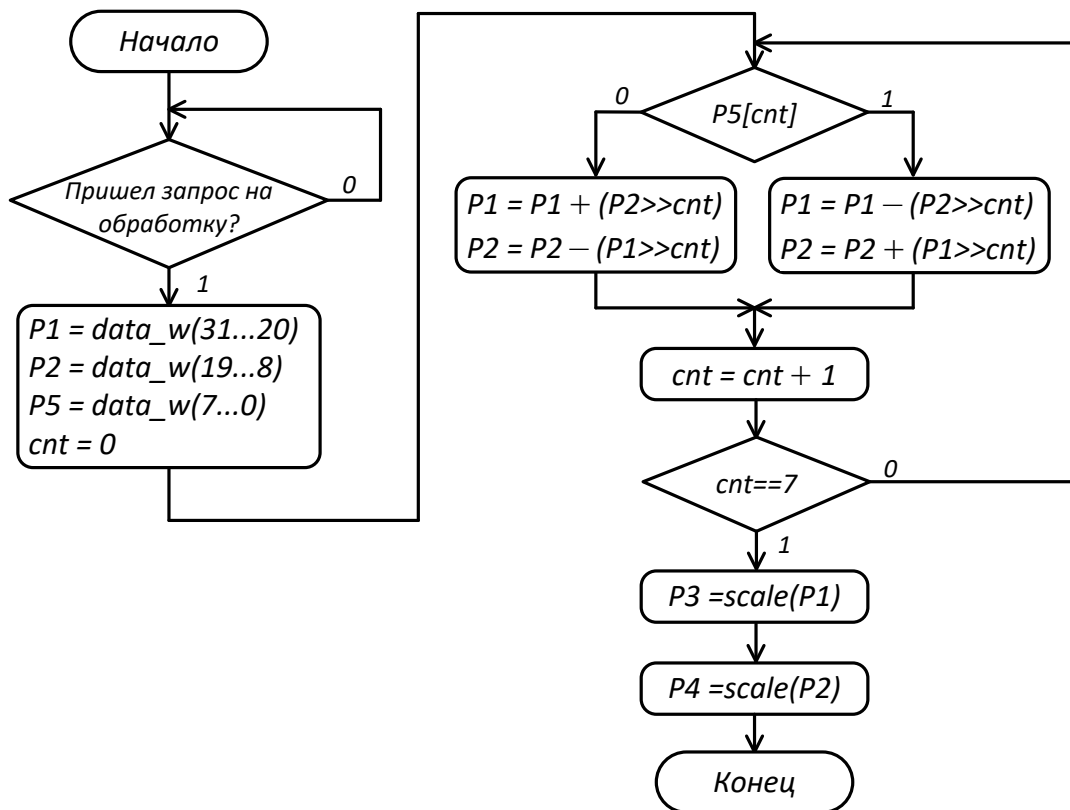 Начало
Пришел запрос на
обработку?
0
1
P1 = data_w(31...20)
P2 = data_w(19...8)
P5 = data_w(7...0)
cnt = 0
P5[cnt]
0
1
P1 = P1 + (P2>>cnt)
P2 = P2 − (P1>>cnt)
P1 = P1 − (P2>>cnt)
P2 = P2 + (P1>>cnt)
cnt = cnt + 1
cnt==7
0
1
P3 =scale(P1)
P4 =scale(P2)
Конец